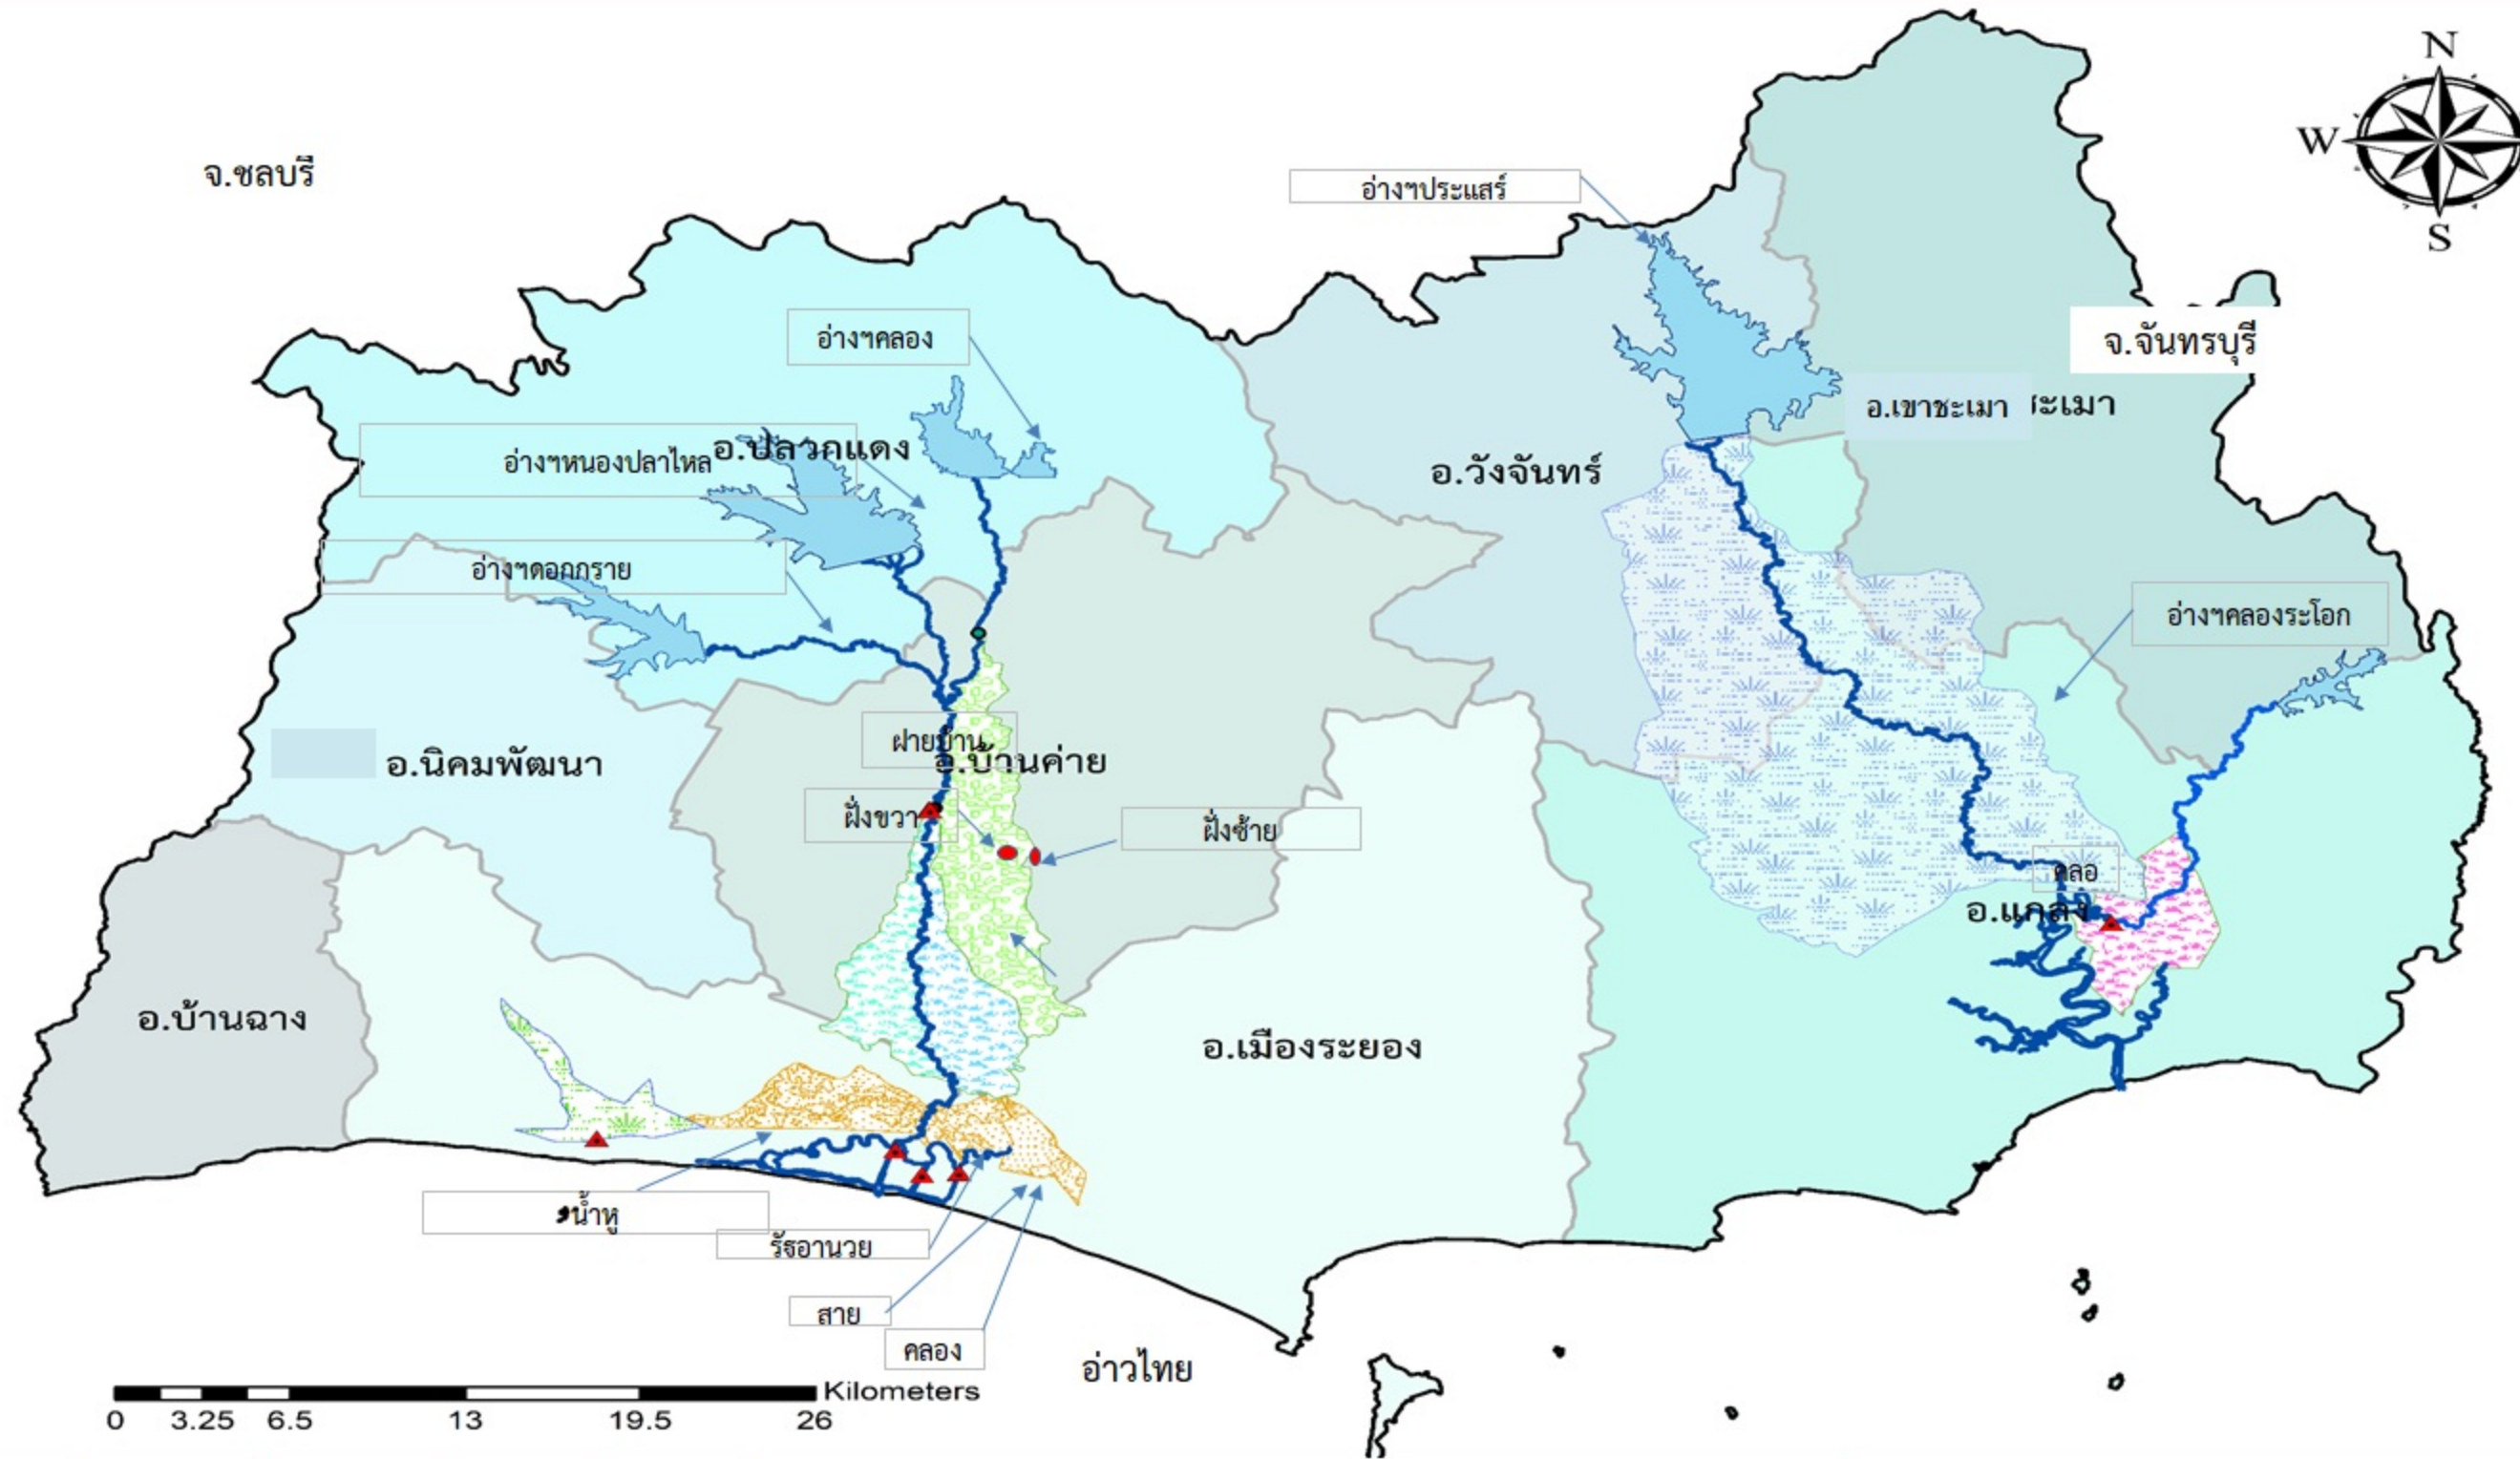 N
W
S
จ.ชลบุรี
อ่างฯประแสร์
อ่างฯคลอง
จ.จันทรบุรี
อ.เขาชะเมา
ะเมา
อ.ปลวกแดง
อ่างฯหนองปลาไหล
อ.วังจันทร์
อ่างฯดอกกราย
อ่างฯคลองระโอก
ฝายบ้าน
อ.บ้านค่าย
อ.นิคมพัฒนา
ฝั่งขวา
ฝั่งซ้าย
คลอ
อ.แกลง
อ.บ้านฉาง
อ.เมืองระยอง
น้ำหู
รัฐอานวย
สาย
คลอง
อ่าวไทย
Kilometers
0 3.25 6.5 13 19.5 26